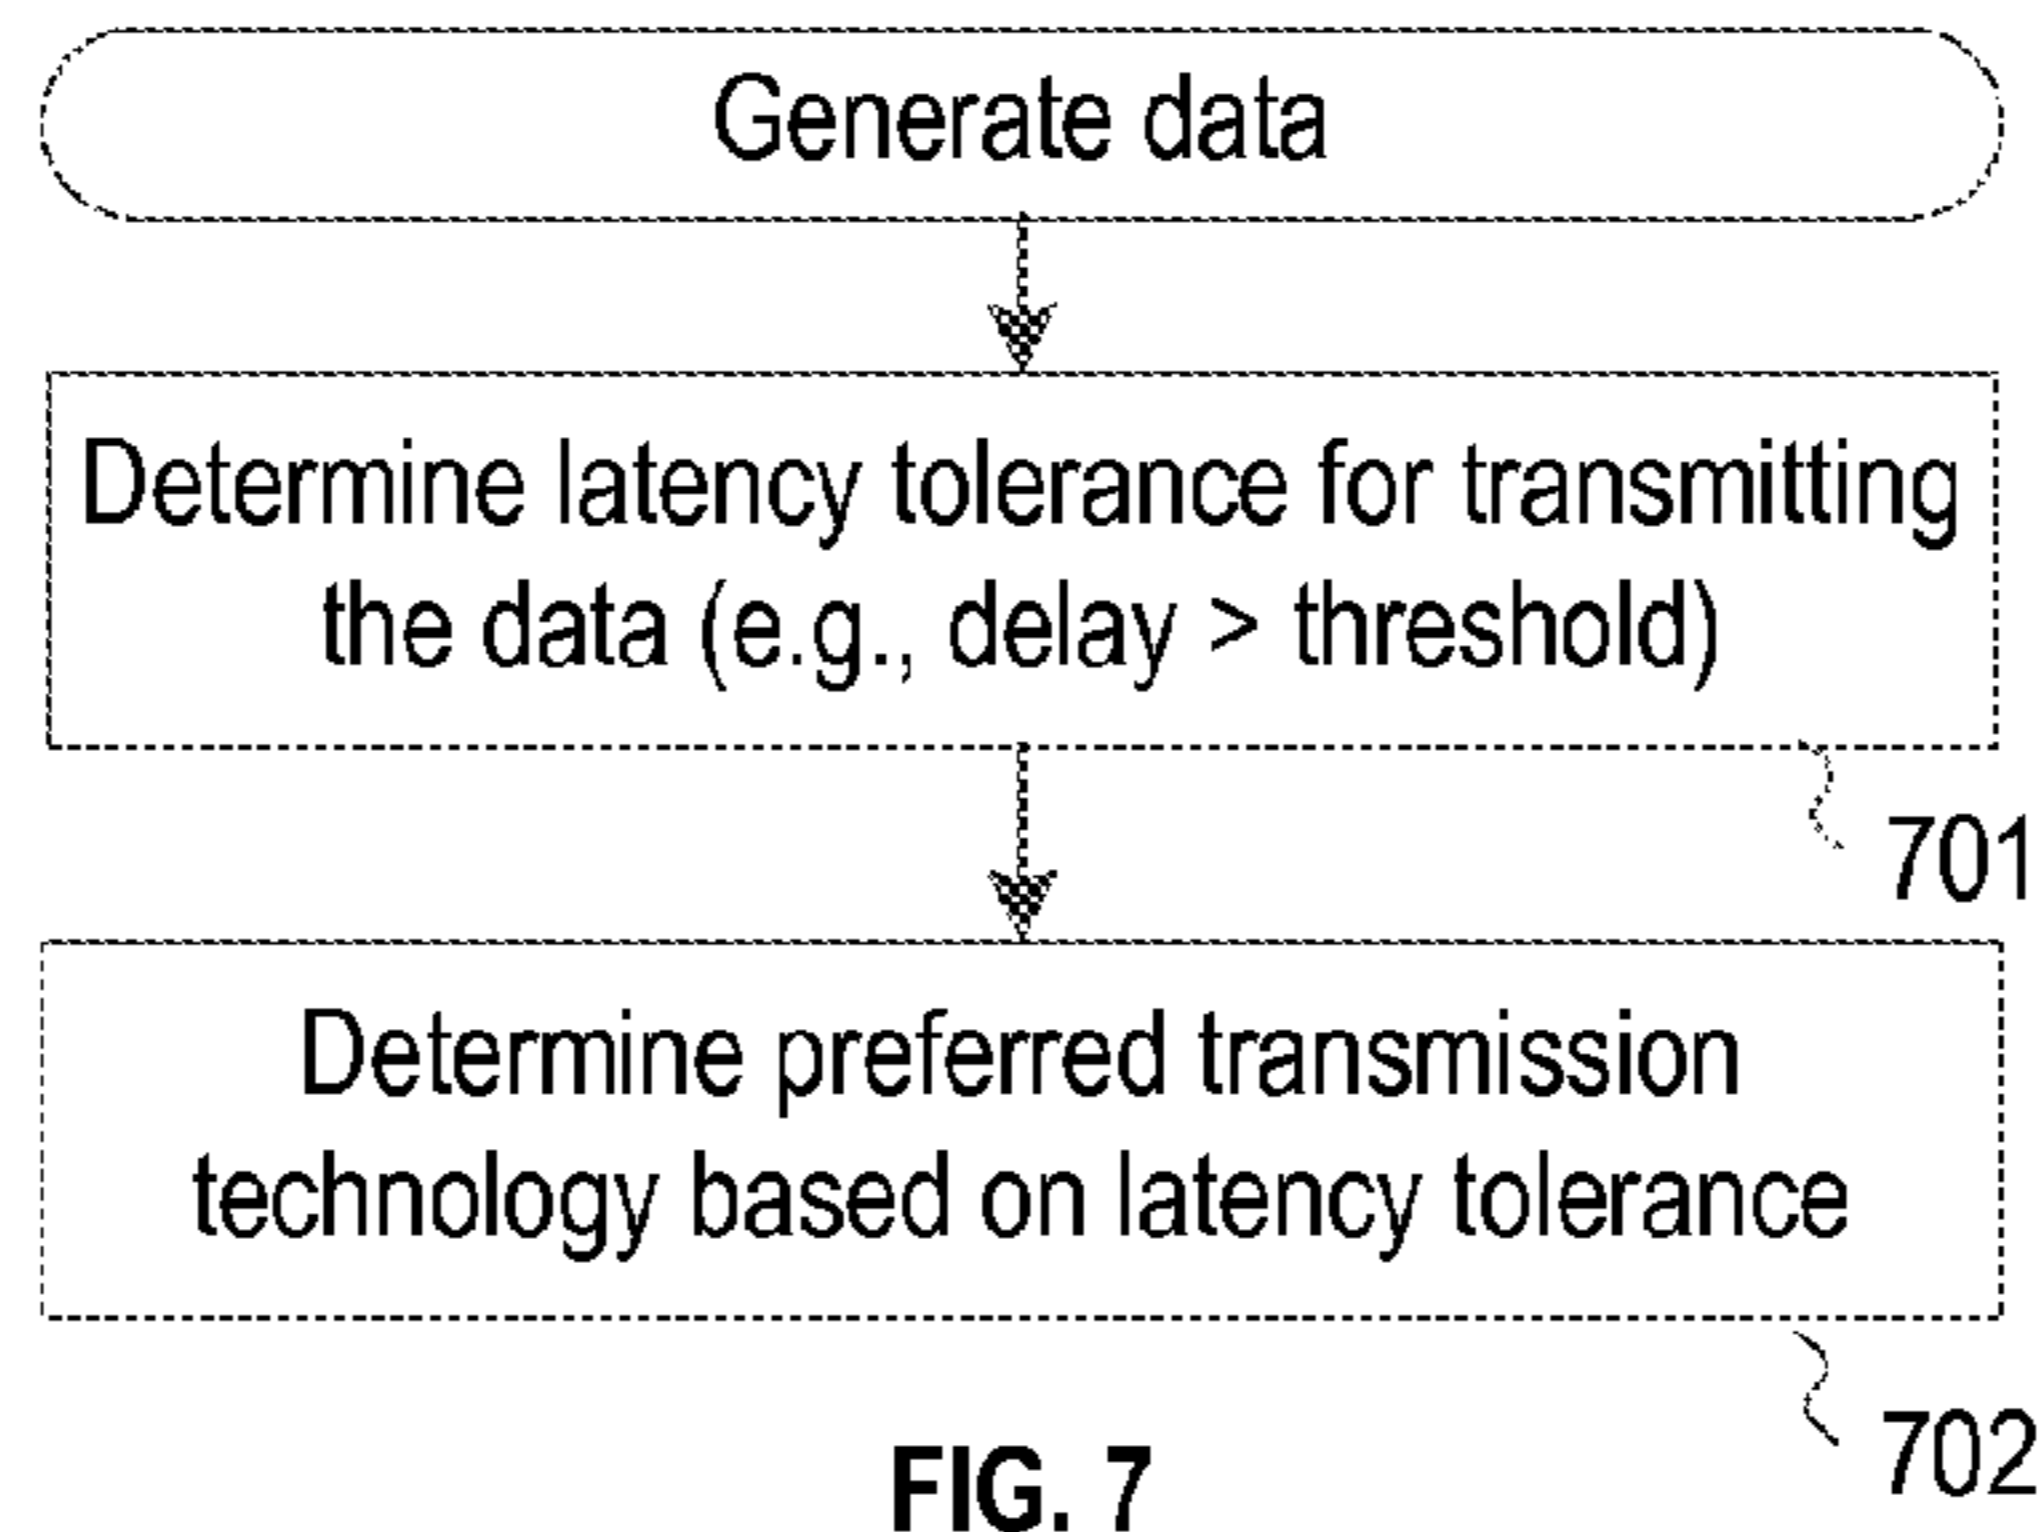 Generate data
Determine latency tolerance for transmitting
the data (e.g., delay > threshold)
701
Determine preferred transmission
technology based on latency tolerance
702
FIG. 7